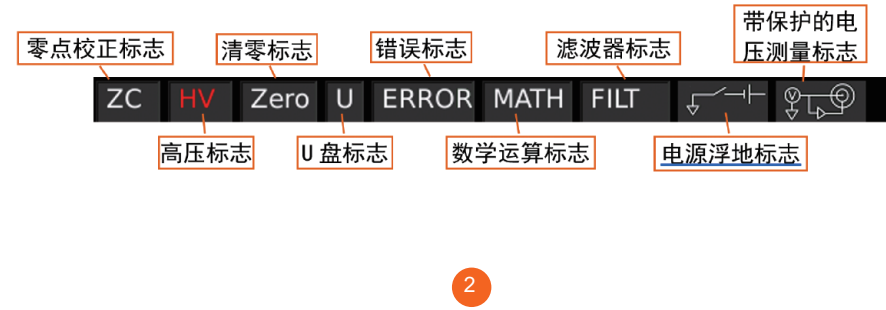 带保护的电
压测量标志
零点校正标志
清零标志
错误标志
滤波器标志
ZC
HV
Zero
U
ERROR
MATH
FILT
V
高压标志
U盘标志
数学运算标志
电源浮地标志
2